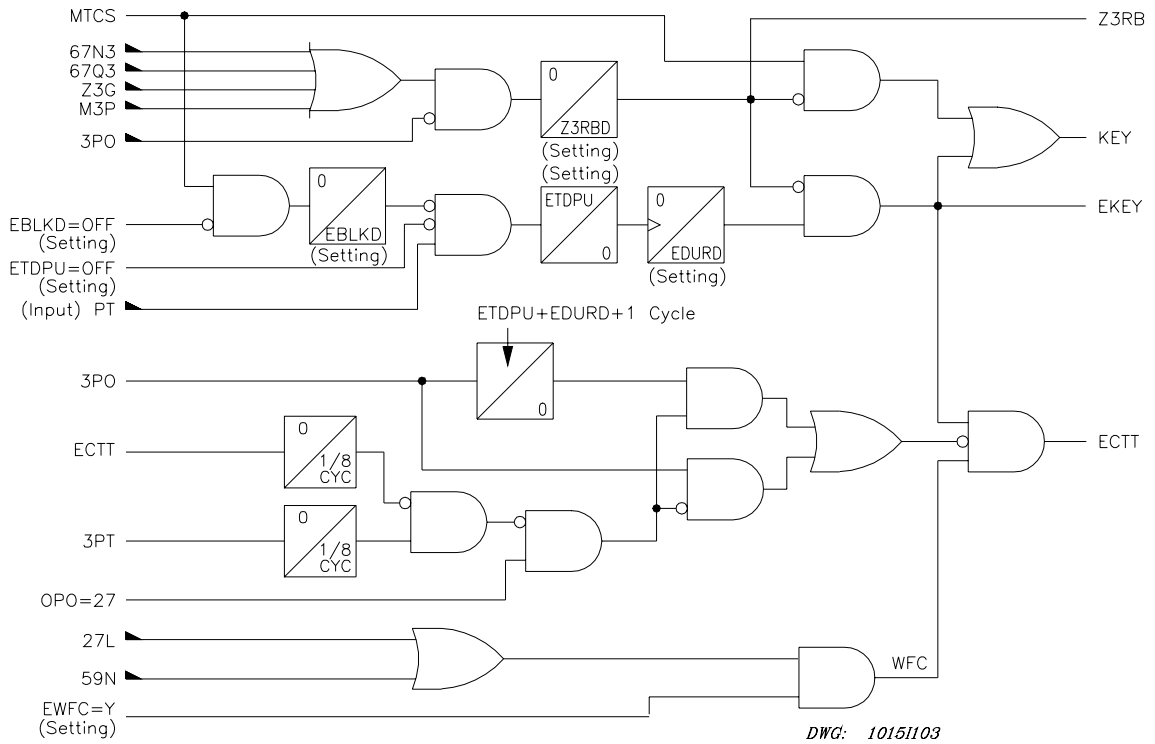 MTCS
Z3RB
67N3
67Q3
Z3G
M3P
3PO
0
Z3RBD
(Setting)
KEY
(Setting)
0
EBLKD
(Setting)
ETDPU
0
0
EDURD
(Setting)
EKEY
EBLKD=OFF
(Setting)
ETDPU=OFF
(Setting)
(Input) PT
ETDPU+EDURD+1 Cycle
3PO
0
ECTT
0
1/8
CYC
ECTT
3PT
0
1/8
CYC
OPO=27
27L
59N
WFC
EWFC=Y
(Setting)
DWG: 1015I103